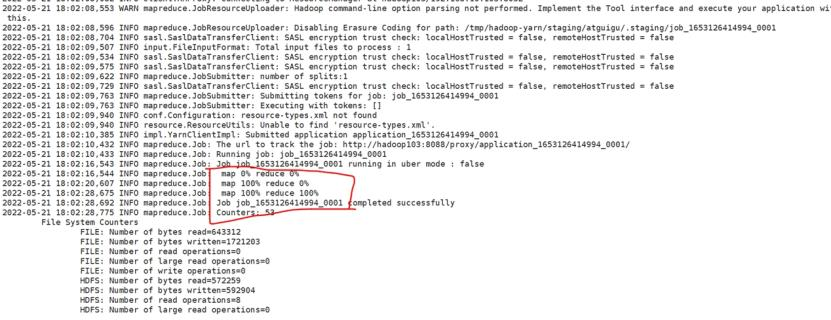 2022-05-21 18:02:08,553 WARN mapreduce.JobResourceUploader: Hadoop command-line option parsing not performed. Implement the Tool interface and execute your application wi
this.
2022-05-21 18:02:08,596 INFO mapreduce.JobResourceUploader: Disabling Erasure Coding for path: /tmp/hadoop-yarn/staging/atguigu/.staging/job_1653126414994_0001
2022-05-21 18:02:08,704 INFO sasl.SaslDataTransferClient: SASL encryption trust check: localHostTrusted = false, remoteHostTrusted = false
2022-05-21 18:02:09,507 INFO input.FileInputFormat: Total input files to process : 1
2022-05-21 18:02:09,534 INFO sasl.SaslDataTransferClient: SASL encryption trust check: localHostTrusted = false, remoteHostTrusted = false
2022-05-21 18:02:09,575 INFO sasl.SaslDataTransferClient: SASL encryption trust check: localHostTrusted = false, remoteHostTrusted = false
2022-05-21 18:02:09,622 INFO mapreduce.JobSubmitter: number of splits:1
2022-05-21 18:02:09,729 INFO sasl.SaslDataTransferClient: SASL encryption trust check: localHostTrusted = false, remoteHostTrusted = false
2022-05-21 18:02:09,763 INFO mapreduce.JobSubmitter: Submitting tokens for job: job_1653126414994_0001
2022-05-21 18:02:09,763 INFO mapreduce.JobSubmitter: Executing with tokens: []
2022-05-21 18:02:09,940 INFO conf.Configuration: resource-types.xml not found
2022-05-21 18:02:09,940 INFO resource.ResourceUtils: Unable to find 'resource-types.xml'.
2022-05-21 18:02:10,385 INFO impl.YarnClientImpl: Submitted application application_1653126414994_0001
2022-05-21 18:02:10,432 INFO mapreduce.Job: The url to track the job: http://hadoop103:8088/proxy/application_1653126414994_0001/
2022-05-21 18:02:10,433 INFO mapreduce.Job: Running job: job_1653126414994_0001
2022-05-21 18:02:16,543 INFO mapreduce.Job: Job job_1653126414994_0001 running in uber mode : false
2022-05-21 18:02:16,544 INFO mapreduce.Job: map 0% reduce 0%
2022-05-21 18:02:20,607 INFO mapreduce.Job: map 100% reduce 0%
2022-05-21 18:02:28,675 INFO mapreduce.Job: map 100% reduce 100%
2022-05-21 18:02:28,692 INFO mapreduce.Job: Job job_1653126414994_0001 completed successfully
2022-05-21 18:02:28,775 INFO mapreduce.Job: Counters: 53
File System Counters
FILE: Number of bytes read=643312
FILE: Number of bytes written=1721203
FILE: Number of read operations=0
FILE: Number of large read operations=0
FILE: Number of write operations=0
HDFS: Number of bytes read=572259
HDFS: Number of bytes written=592904
HDFS: Number of read operations=8
HDFS: Number of large read operations=0